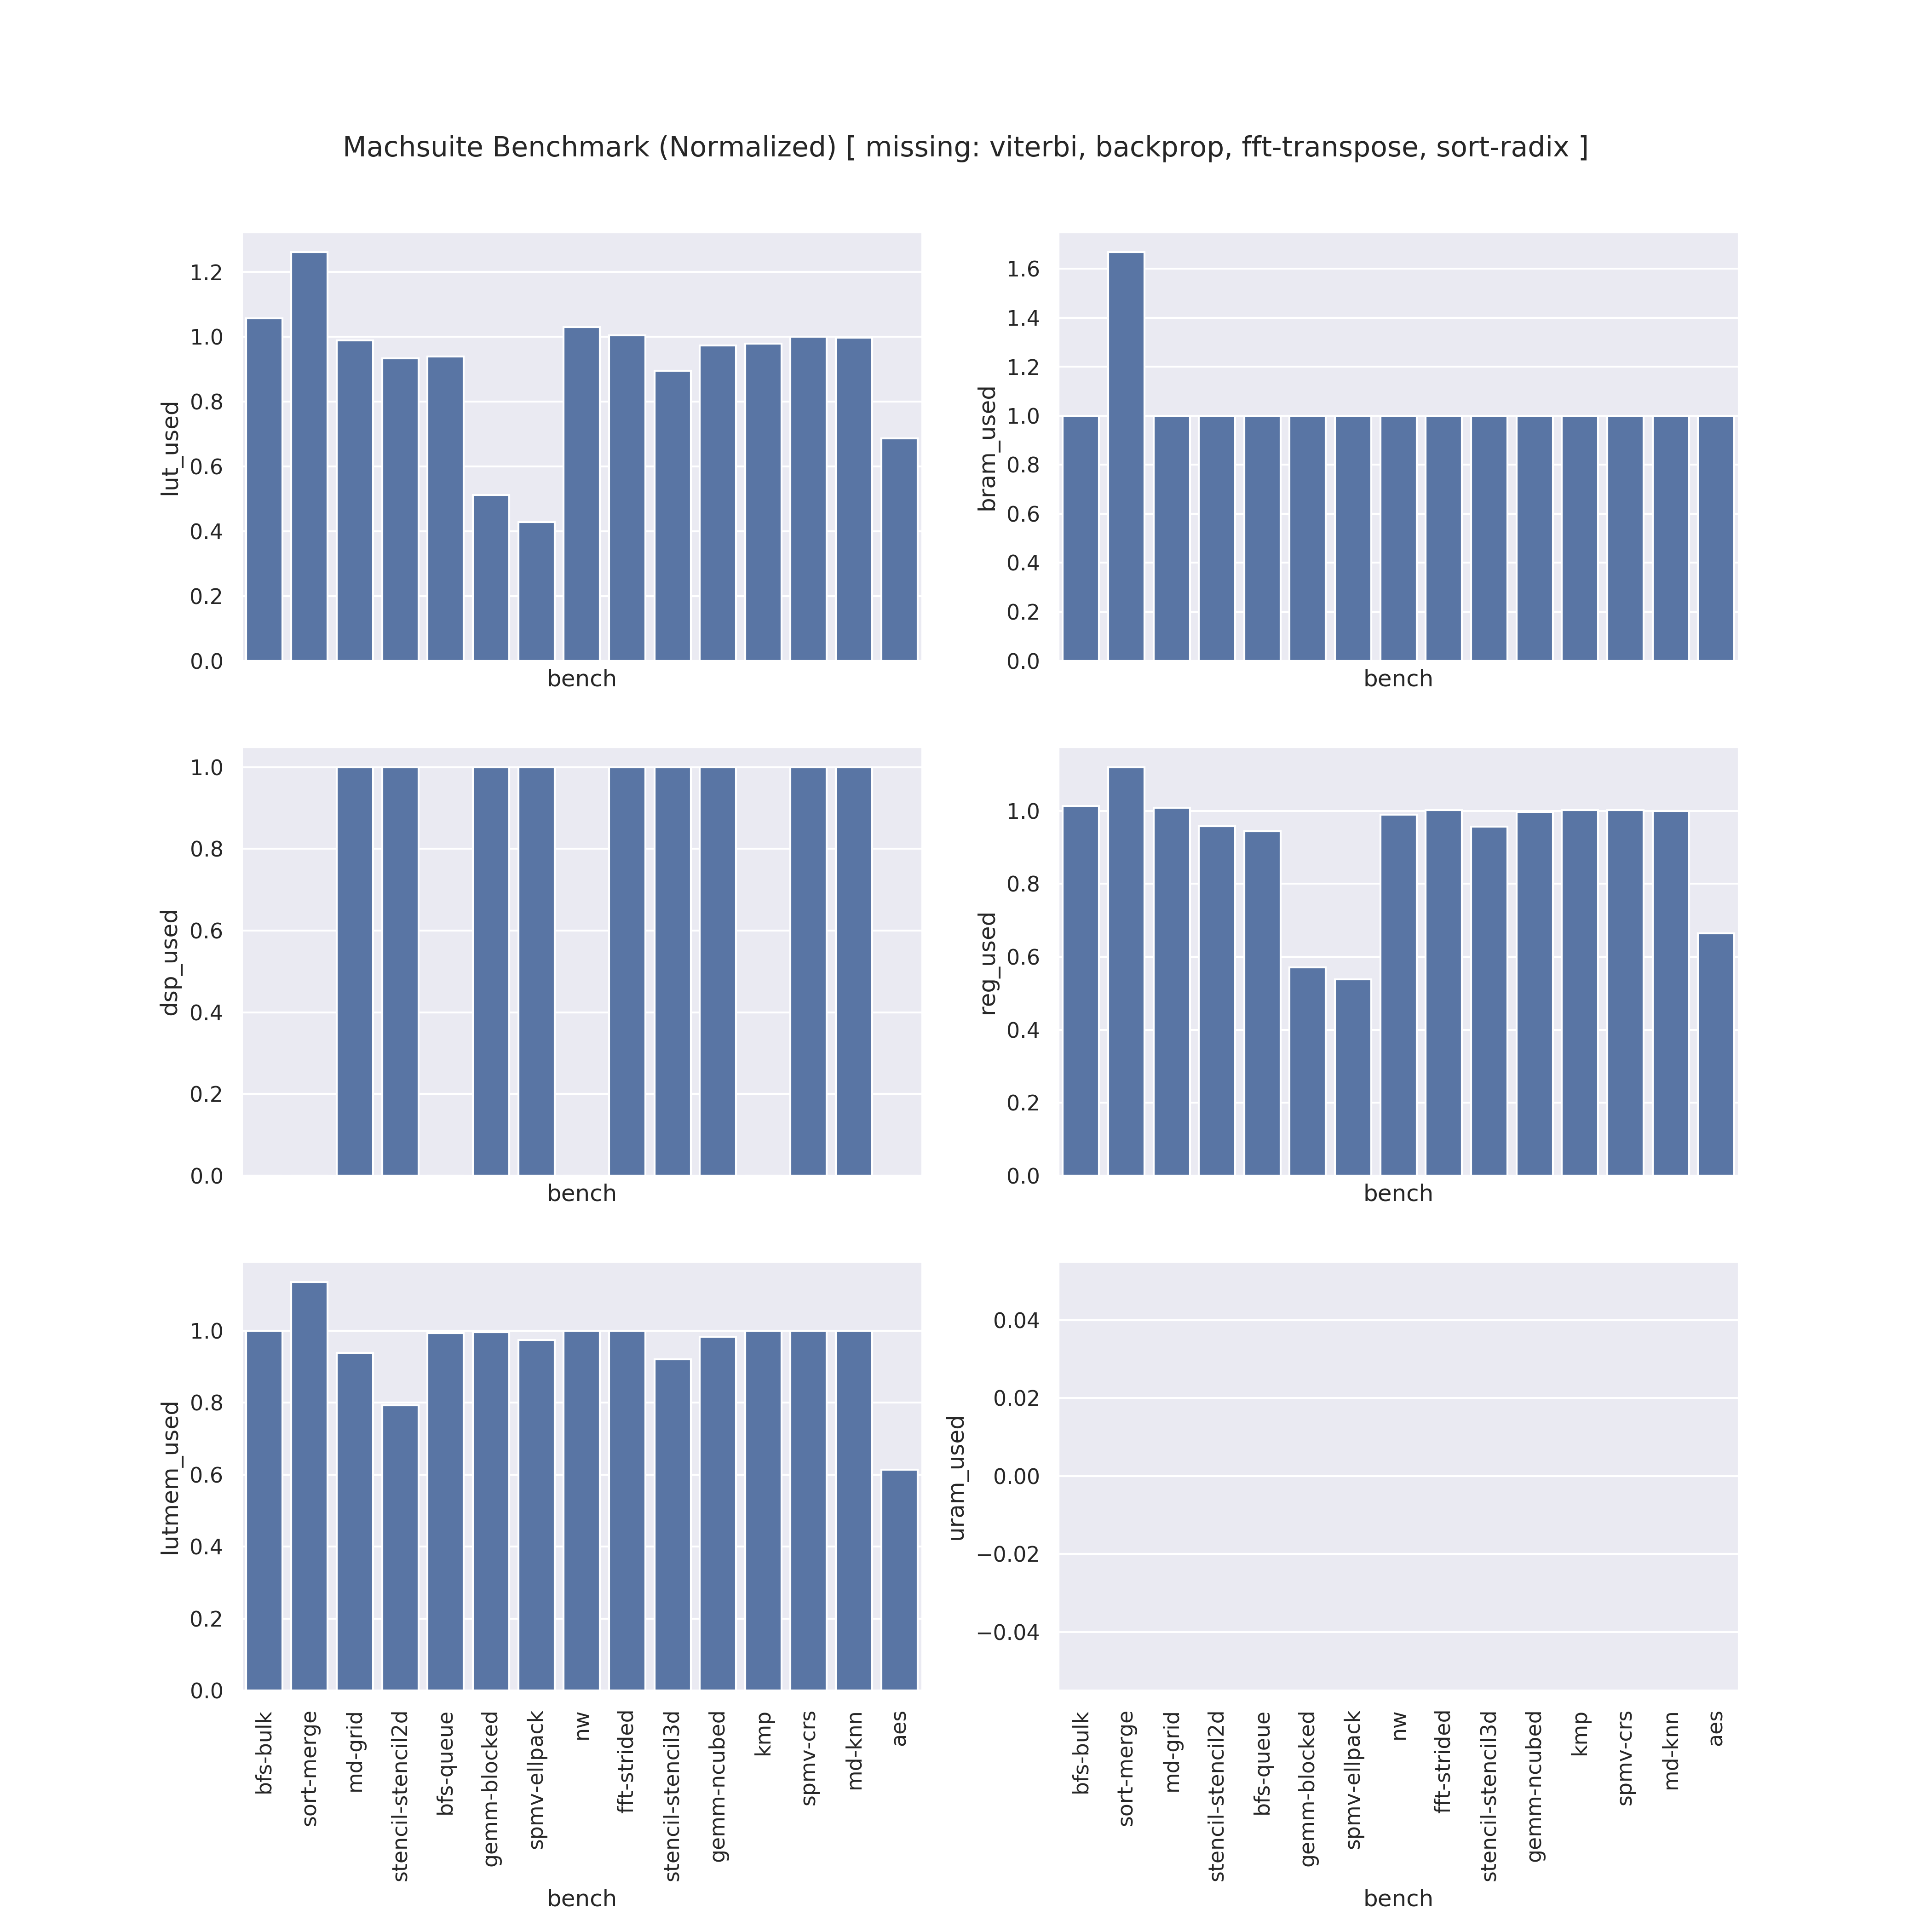 Machsuite Benchmark (Normalized) [ missing: viterbi, backprop, fft-transpose, sort-radix ]
lut_used
1.2
1.0
0.8
0.6
0.4
0.2
0.0
bench
bram_used
1.6
1.4
1.2
1.0
0.8
0.6
0.4
0.2
0.0
bench
dsp_used
1.0
0.8
0.6
0.4
0.2
0.0
bench
reg_used
1.0
0.8
0.6
0.4
0.2
0.0
bench
lutmem_used
1.0
0.8
0.6
0.4
0.2
0.0
bfs-bulk
sort-merge
md-grid
stencil-stencil2d
bfs-queue
gemm-blocked
spmv-ellpack
nw
fft-strided
stencil-stencil3d
gemm-ncubed
kmp
spmv-crs
md-knn
aes
bench
uram_used
0.04
0.02
0.00
−0.02
−0.04
bfs-bulk
sort-merge
md-grid
stencil-stencil2d
bfs-queue
gemm-blocked
spmv-ellpack
nw
fft-strided
stencil-stencil3d
gemm-ncubed
kmp
spmv-crs
md-knn
aes
bench